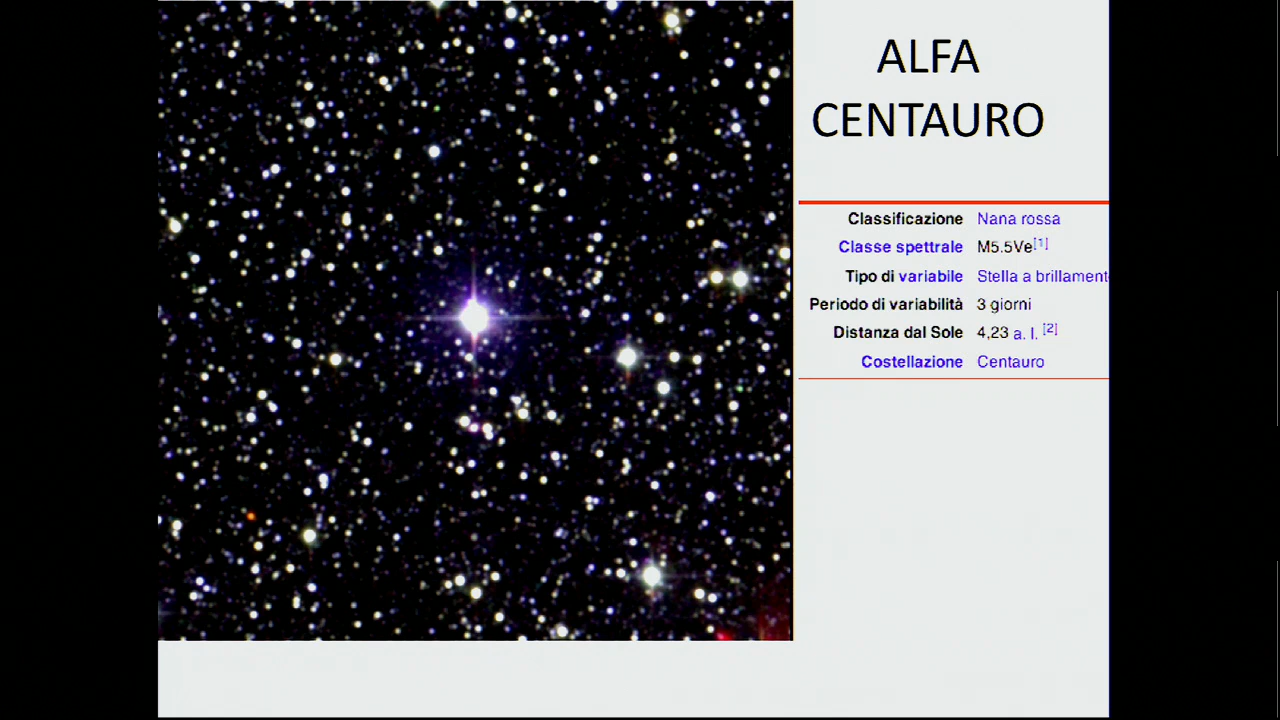 ALFA
CENTAURO
Classificazione Nana rossa
Classe spettrale M5.5Ve[1]
Tipo di variabile Stella a brillament
Periodo di variabilità 3 giorni
Distanza dal Sole 4,23 a. l. [2]
Costellazione Centauro